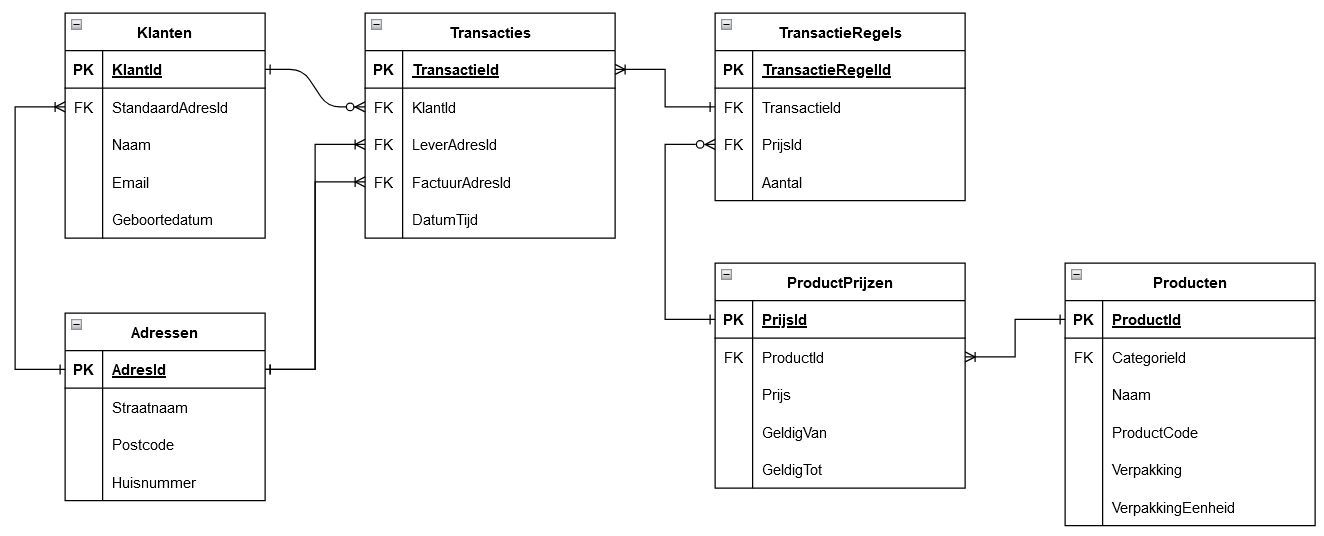 Klanten
PK KlantId
FK StandaardAdresId
Naam
Email
Geboortedatum
Transacties
PK TransactieId
FK KlantId
FK LeverAdresId
FK FactuurAdresId
DatumTijd
TransactieRegels
PK TransactieRegelId
FK TransactieId
FK PrijsId
Aantal
Adressen
PK AdresId
Straatnaam
Postcode
Huisnummer
ProductPrijzen
PK PrijsId
FK ProductId
Prijs
GeldigVan
GeldigTot
Producten
PK ProductId
FK CategorieId
Naam
ProductCode
Verpakking
VerpakkingEenheid